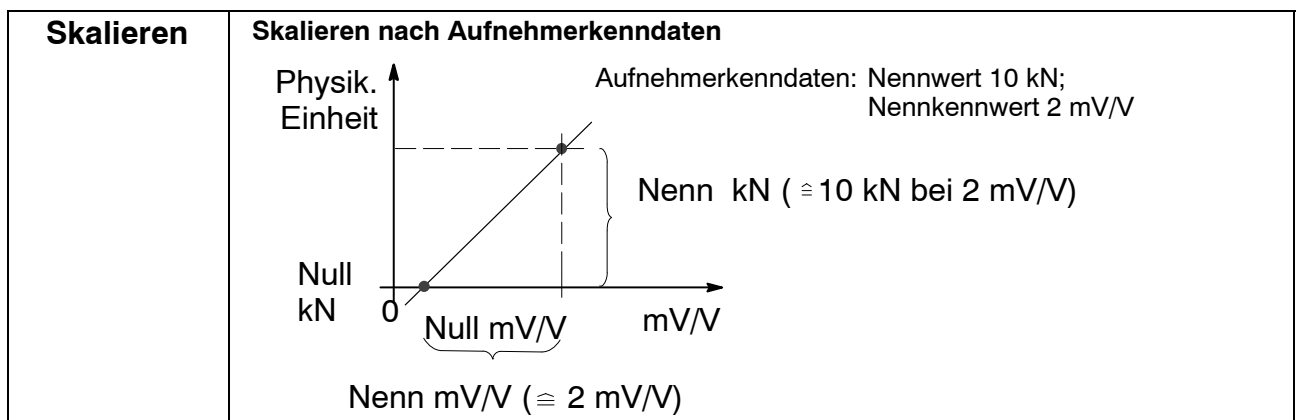 Skalieren
Skalieren nach Aufnehmerkenndaten
Physik.
Einheit
Aufnehmerkenndaten: Nennwert 10 kN;
Nennkennwert 2 mV/V
Nenn kN ( ≙ 10 kN bei 2 mV/V)
Null
kN
0
Null mV/V
mV/V
Nenn mV/V (≙ 2 mV/V)